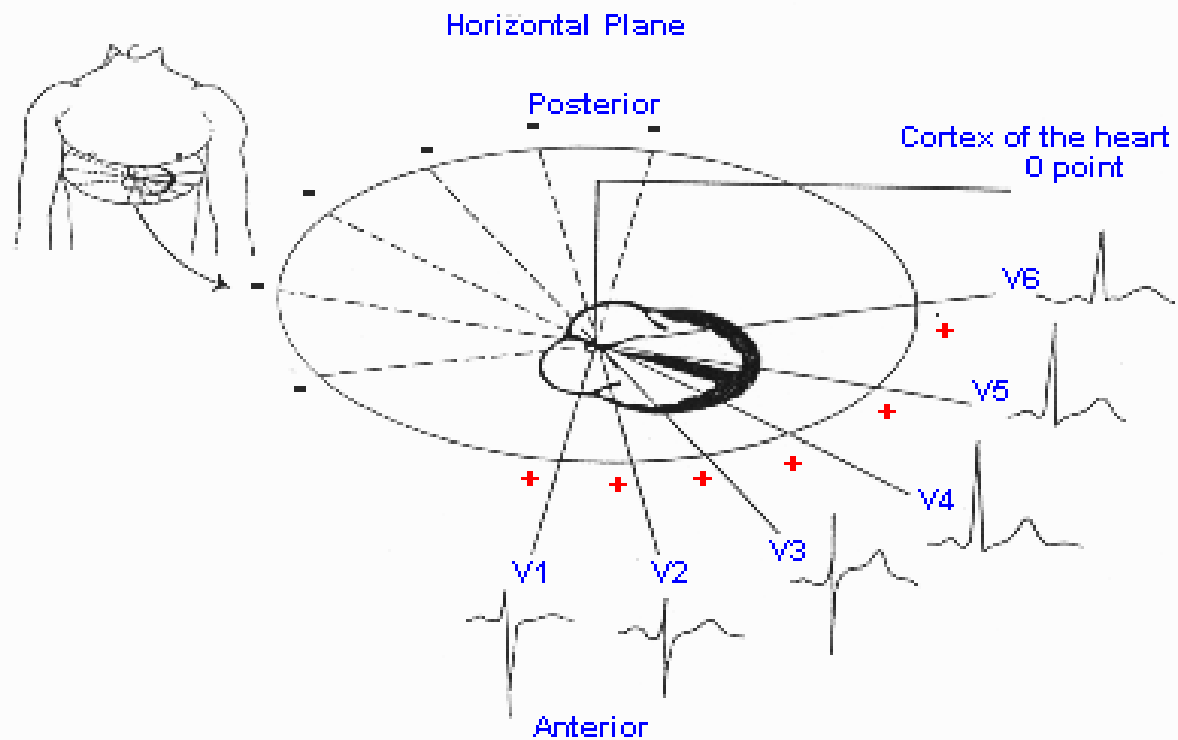 Horizontal Plane
Posterior
- - - - - -
Cortex of the heart
0 point
V6
+
V5
+
V4
+
V3
+
V2
+
V1
+
Anterior